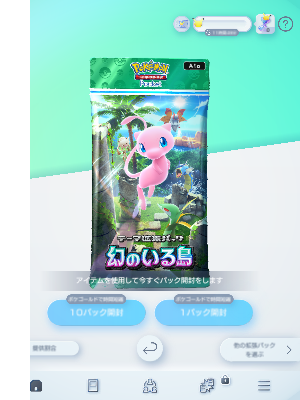 ?
A1a
Pokémon
Pocket
テーマ拡張パック
幻のいる島
アイテムを使用して今すぐパック開封をします
10パック開封
1パック開封
他の拡張パック
を選ぶ